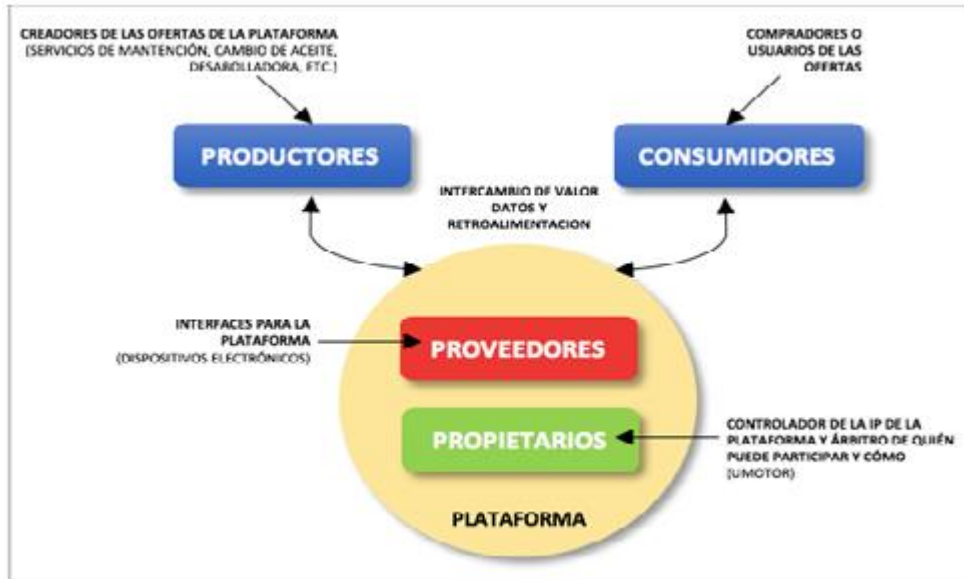 CREADORES DE LAS OFERTAS DE LA PLATAFORMA
(SERVICIOS DE MANTENCIÓN, CAMBIO DE ACEITE,
DESABOLLADORA, ETC.)
COMPRADORES O
USUARIOS DE LAS
OFERTAS
PRODUCTORES
CONSUMIDORES
INTERCAMBIO DE VALOR
DATOS Y
RETROALIMENTACION
INTERFACES PARA LA
PLATAFORMA
(DISPOSITIVOS ELECTRÓNICOS)
PROVEEDORES
PROPIETARIOS
CONTROLADOR DE LA IP DE LA
PLATAFORMA Y ÁRBITRO DE QUIÉN
PUEDE PARTICIPAR Y CÓMO
(UMOTOR)
PLATAFORMA